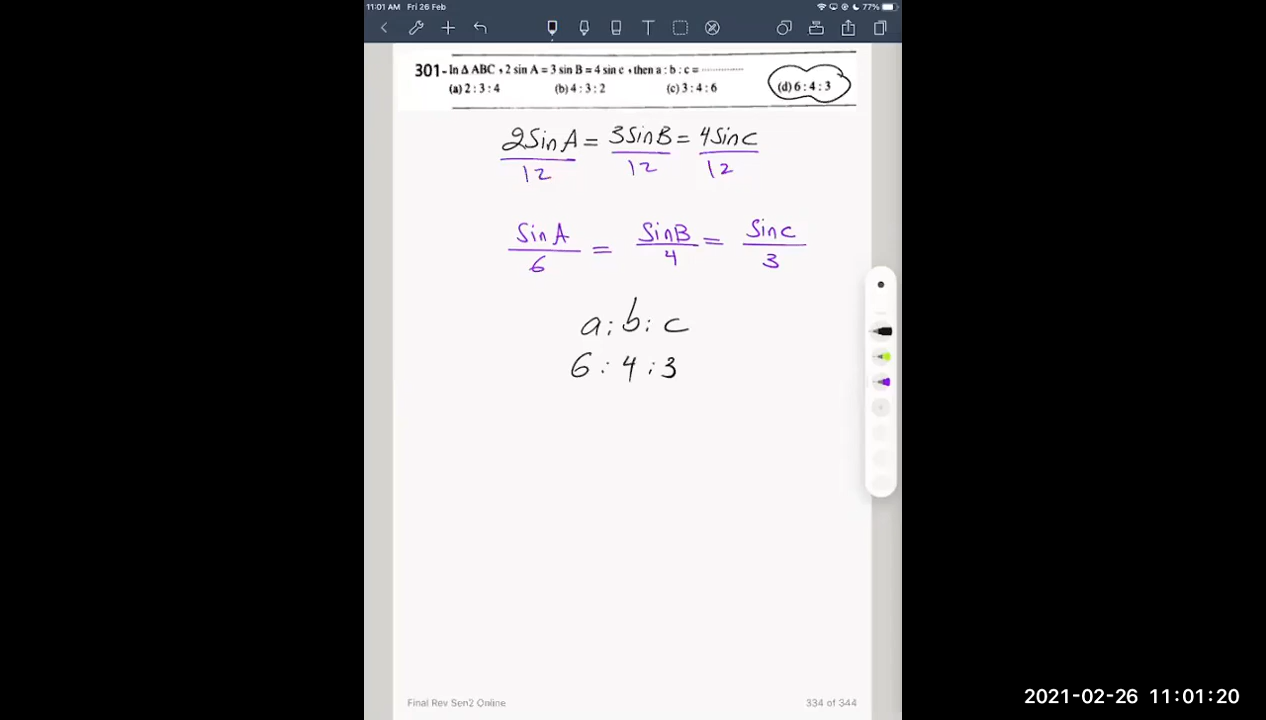 11:01 AM Fri 26 Feb
77%
301- In Δ ABC , 2 sin A = 3 sin B = 4 sin c , then a : b : c = ················
(a) 2 : 3 : 4 (b) 4 : 3 : 2 (c) 3 : 4 : 6 (d) 6 : 4 : 3
2SinA/12 = 3SinB/12 = 4Sinc/12
SinA/6 = SinB/4 = Sinc/3
a : b : c
6 : 4 : 3
Final Rev Sen2 Online
334 of 344
2021-02-26 11:01:20